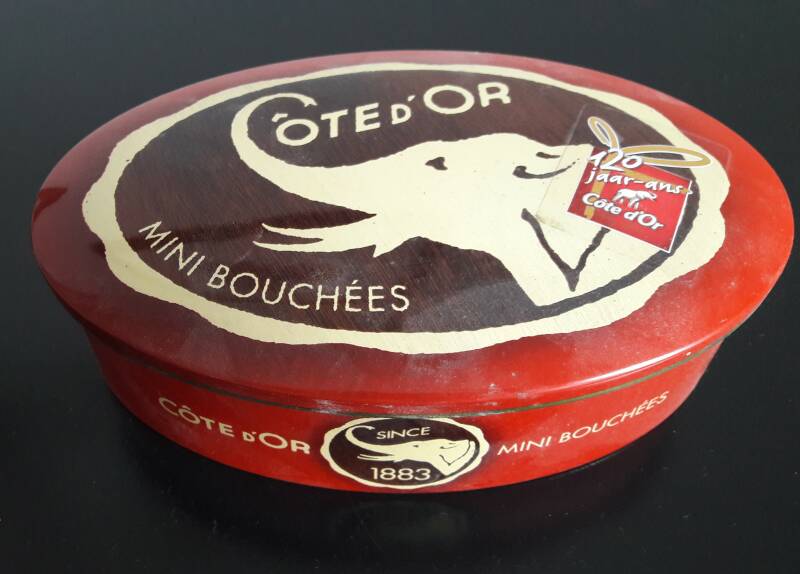 CÔTE D'OR
120
jaar-ans
Côte d'Or
MINI BOUCHÉES
CÔTE D'OR
SINCE
1883
MINI BOUCHÉES